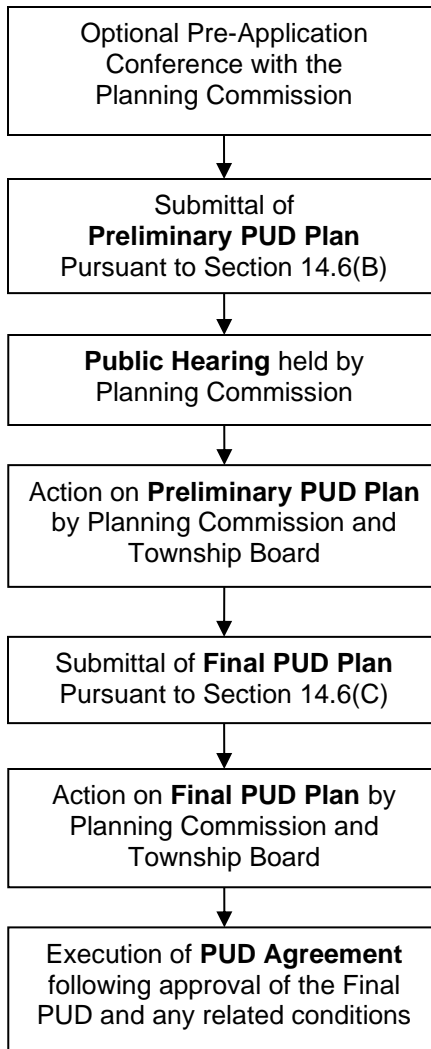 Optional Pre-Application
Conference with the
Planning Commission
Submittal of
Preliminary PUD Plan
Pursuant to Section 14.6(B)
Public Hearing held by
Planning Commission
Action on Preliminary PUD Plan
by Planning Commission and
Township Board
Submittal of Final PUD Plan
Pursuant to Section 14.6(C)
Action on Final PUD Plan by
Planning Commission and
Township Board
Execution of PUD Agreement
following approval of the Final
PUD and any related conditions